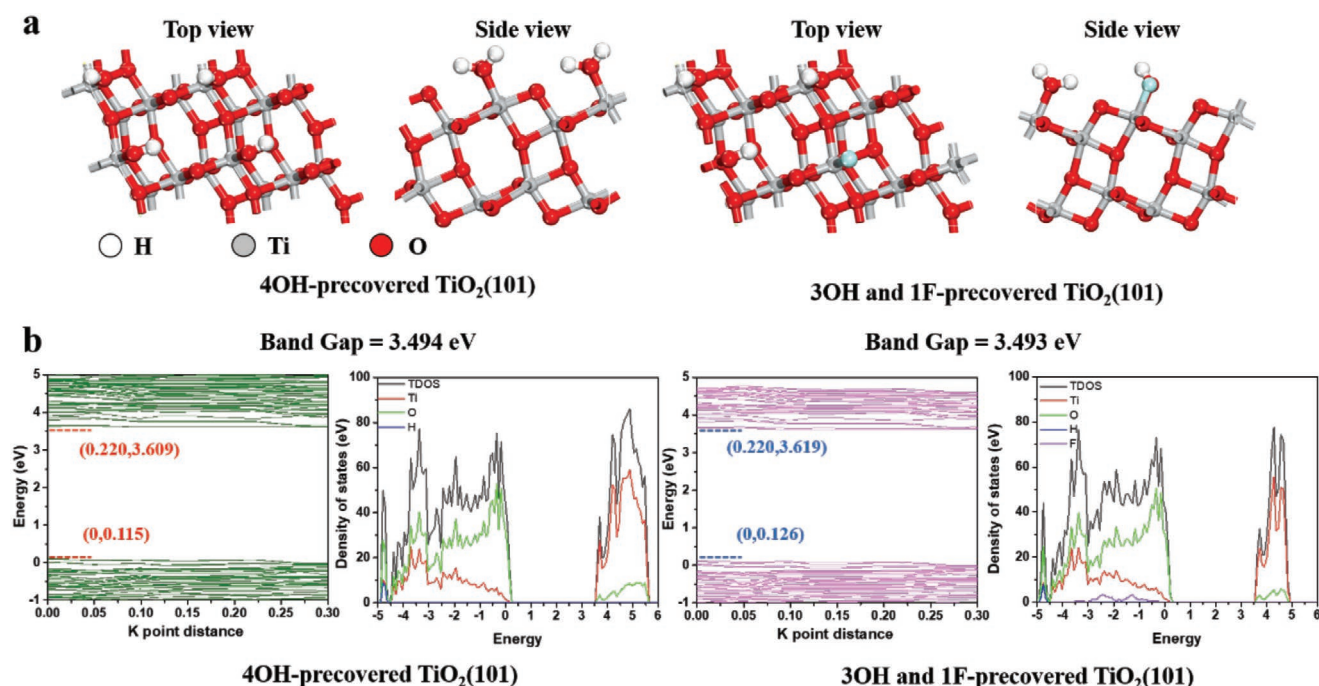 a
Top view Side view Top view Side view
H Ti O
4OH-precovered TiO₂(101) 3OH and 1F-precovered TiO₂(101)
b
Band Gap = 3.494 eV Band Gap = 3.493 eV
5
4
3
2
1
0
-1
Energy (eV)
(0.220,3.609)
(0,0.115)
0.00 0.05 0.10 0.15 0.20 0.25 0.30
K point distance
100
80
60
40
20
0
Density of states (eV)
TDOS
Ti
O
H
-5 -4 -3 -2 -1 0 1 2 3 4 5 6
Energy
5
4
3
2
1
0
-1
Energy (eV)
(0.220,3.619)
(0,0.126)
0.00 0.05 0.10 0.15 0.20 0.25 0.30
K point distance
100
80
60
40
20
0
Density of states (eV)
TDOS
Ti
O
H
F
-5 -4 -3 -2 -1 0 1 2 3 4 5 6
Energy
4OH-precovered TiO₂(101) 3OH and 1F-precovered TiO₂(101)